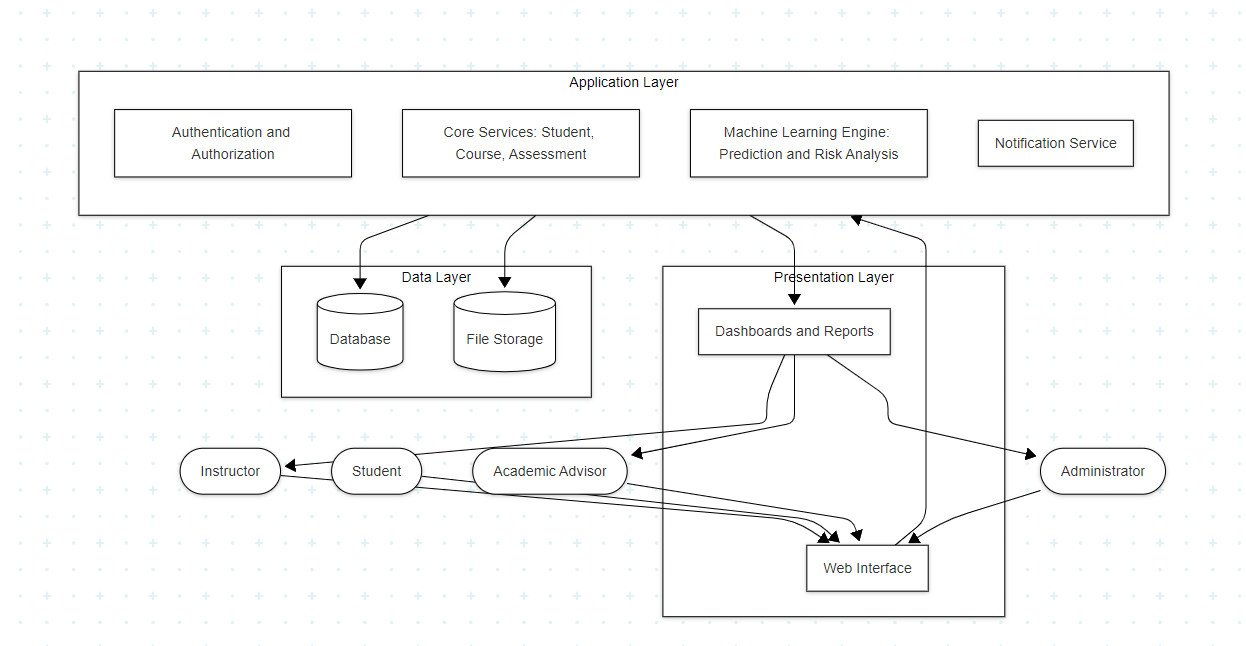 Application Layer
Authentication and
Authorization
Core Services: Student,
Course, Assessment
Machine Learning Engine:
Prediction and Risk Analysis
Notification Service
Data Layer
Database
File Storage
Presentation Layer
Dashboards and Reports
Instructor
Student
Academic Advisor
Administrator
Web Interface